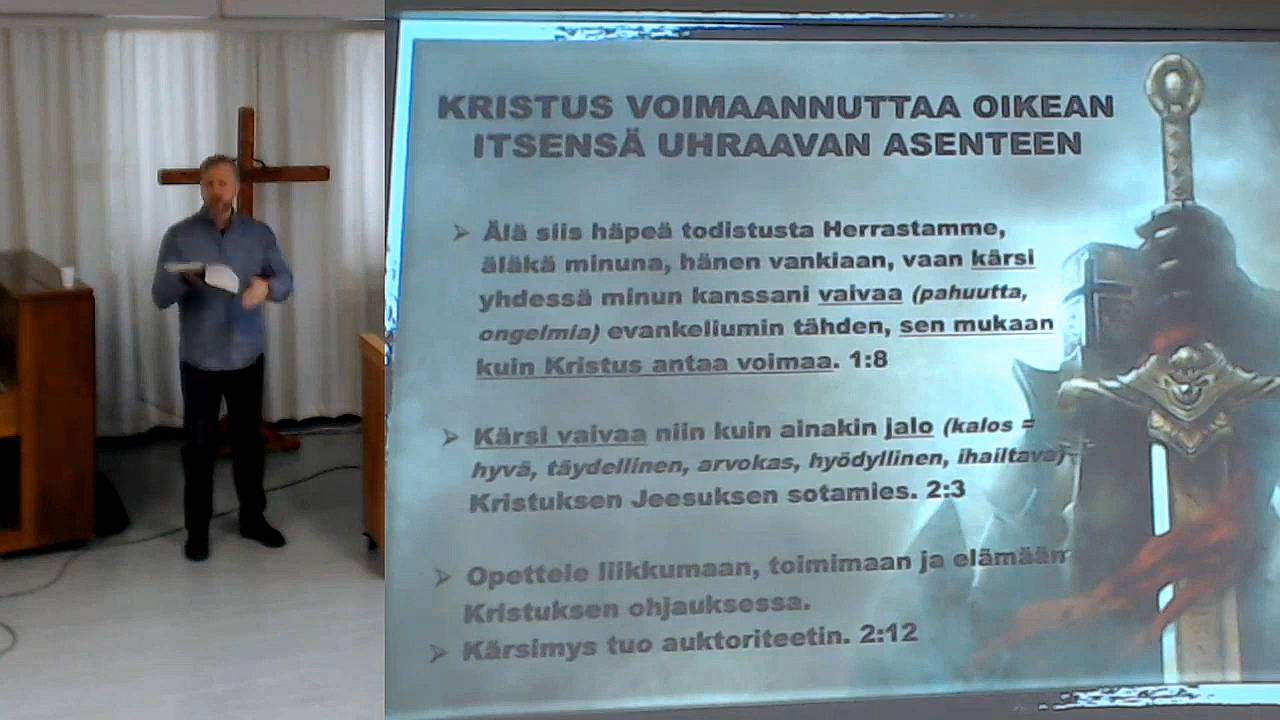 KRISTUS VOIMAANNUTTAA OIKEAN
ITSENSÄ UHRAAVAN ASENTEEN
➢ Älä siis häpeä todistusta Herrastamme,
äläkä minuna, hänen vankiaan, vaan kärsi
yhdessä minun kanssani vaivaa (pahuutta,
ongelmia) evankeliumin tähden, sen mukaan
kuin Kristus antaa voimaa. 1:8
➢ Kärsi vaivaa niin kuin ainakin jalo (kalos =
hyvä, täydellinen, arvokas, hyödyllinen, ihailtava)
Kristuksen Jeesuksen sotamies. 2:3
➢ Opettele liikkumaan, toimimaan ja elämään
Kristuksen ohjauksessa.
➢ Kärsimys tuo auktoriteetin. 2:12